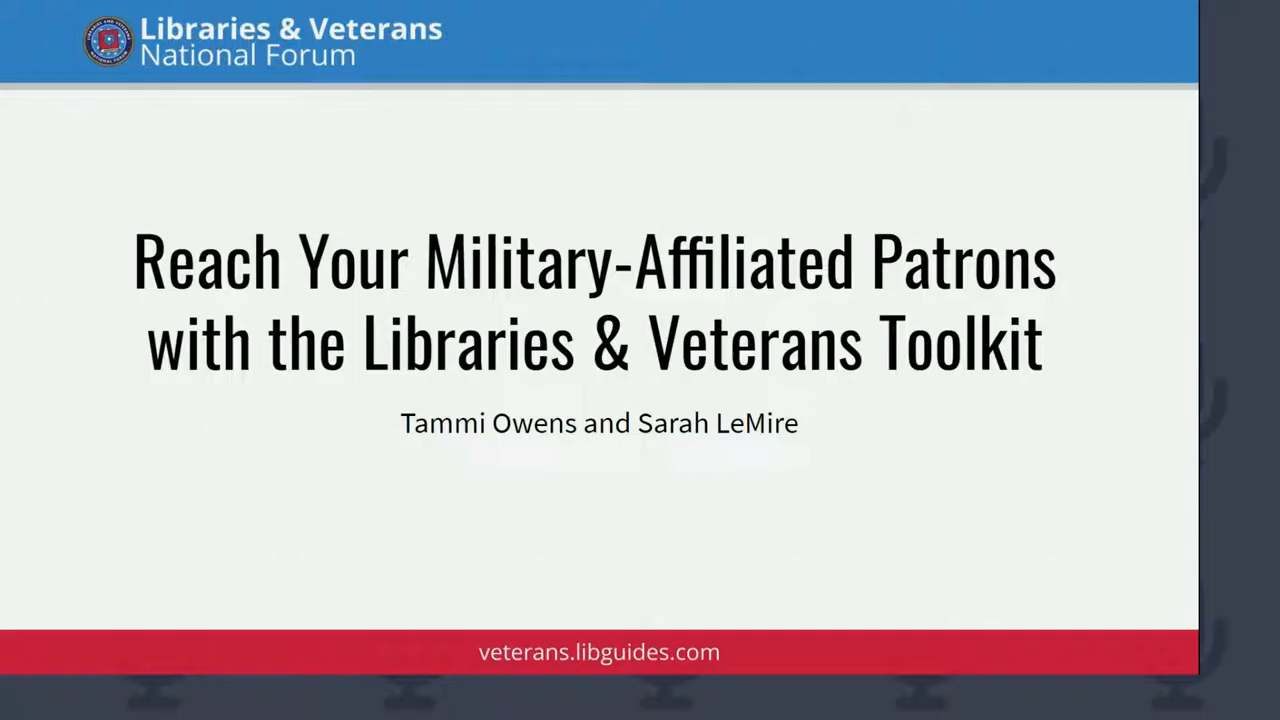 Libraries & Veterans
National Forum
Reach Your Military-Affiliated Patrons
with the Libraries & Veterans Toolkit
Tammi Owens and Sarah LeMire
veterans.libguides.com